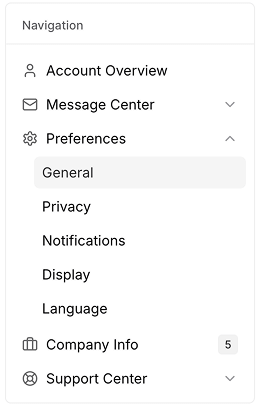 Navigation
Account Overview
Message Center
Preferences
General
Privacy
Notifications
Display
Language
Company Info 5
Support Center